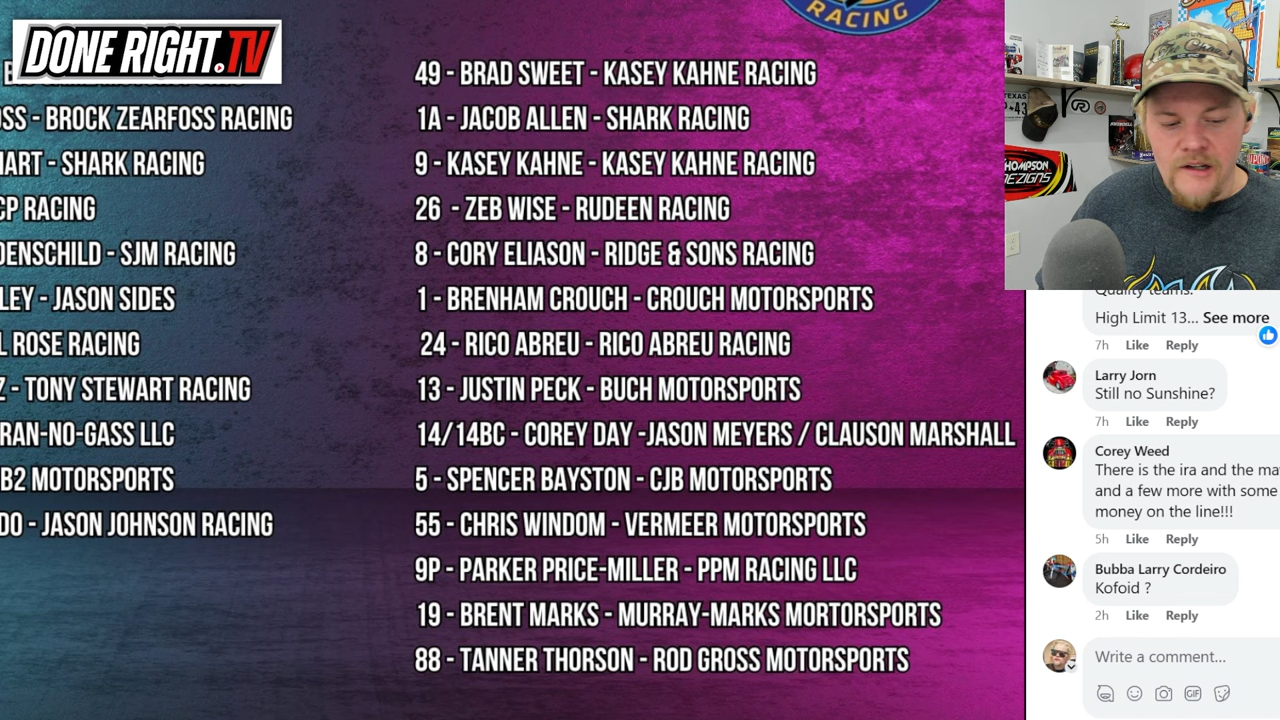 DONE RIGHT.TV
RACING
OSS - BROCK ZEARFOSS RACING
HART - SHARK RACING
CP RACING
DENSCHILD - SJM RACING
LEY - JASON SIDES
L ROSE RACING
Z - TONY STEWART RACING
RAN-NO-GASS LLC
B2 MOTORSPORTS
DO - JASON JOHNSON RACING
49 - BRAD SWEET - KASEY KAHNE RACING
1A - JACOB ALLEN - SHARK RACING
9 - KASEY KAHNE - KASEY KAHNE RACING
26 - ZEB WISE - RUDEEN RACING
8 - CORY ELIASON - RIDGE & SONS RACING
1 - BRENHAM CROUCH - CROUCH MOTORSPORTS
24 - RICO ABREU - RICO ABREU RACING
13 - JUSTIN PECK - BUCH MOTORSPORTS
14/14BC - COREY DAY -JASON MEYERS / CLAUSON MARSHALL
5 - SPENCER BAYSTON - CJB MOTORSPORTS
55 - CHRIS WINDOM - VERMEER MOTORSPORTS
9P - PARKER PRICE-MILLER - PPM RACING LLC
19 - BRENT MARKS - MURRAY-MARKS MORTORSPORTS
88 - TANNER THORSON - ROD GROSS MOTORSPORTS
TEXAS
THOMPSON
DEZIGNS
Quality teams.
High Limit 13... See more
7h Like Reply
Larry Jorn
Still no Sunshine?
7h Like Reply
Corey Weed
There is the ira and the ma
and a few more with some
money on the line!!!
5h Like Reply
Bubba Larry Cordeiro
Kofoid ?
2h Like Reply
Write a comment...
GIF